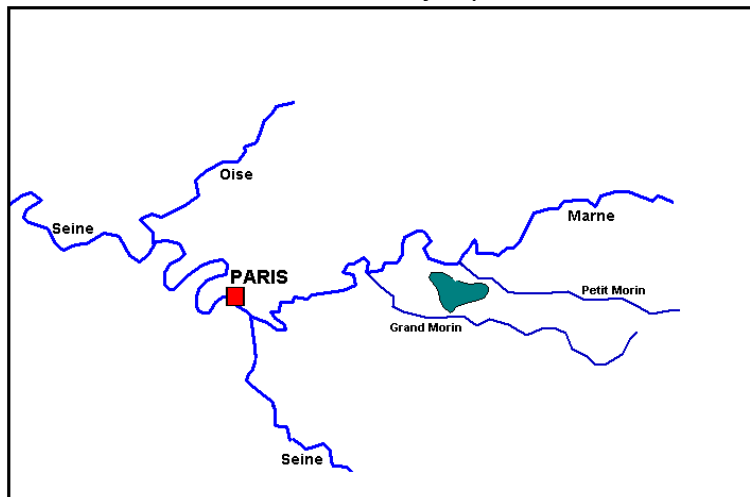 Oise
Marne
Seine
PARIS
Petit Morin
Grand Morin
Seine